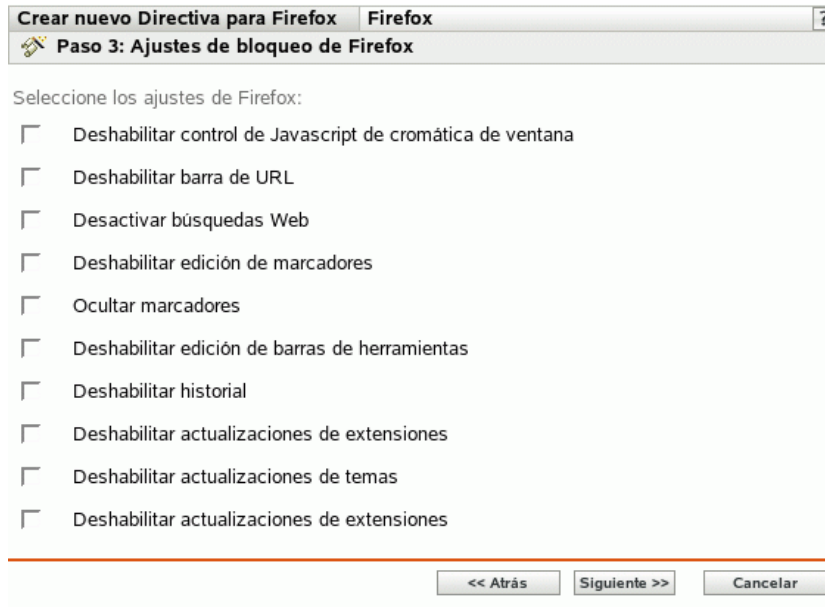 Crear nuevo Directiva para Firefox Firefox ?
Paso 3: Ajustes de bloqueo de Firefox
Seleccione los ajustes de Firefox:
Deshabilitar control de Javascript de cromática de ventana
Deshabilitar barra de URL
Desactivar búsquedas Web
Deshabilitar edición de marcadores
Ocultar marcadores
Deshabilitar edición de barras de herramientas
Deshabilitar historial
Deshabilitar actualizaciones de extensiones
Deshabilitar actualizaciones de temas
Deshabilitar actualizaciones de extensiones
<< Atrás Siguiente >> Cancelar